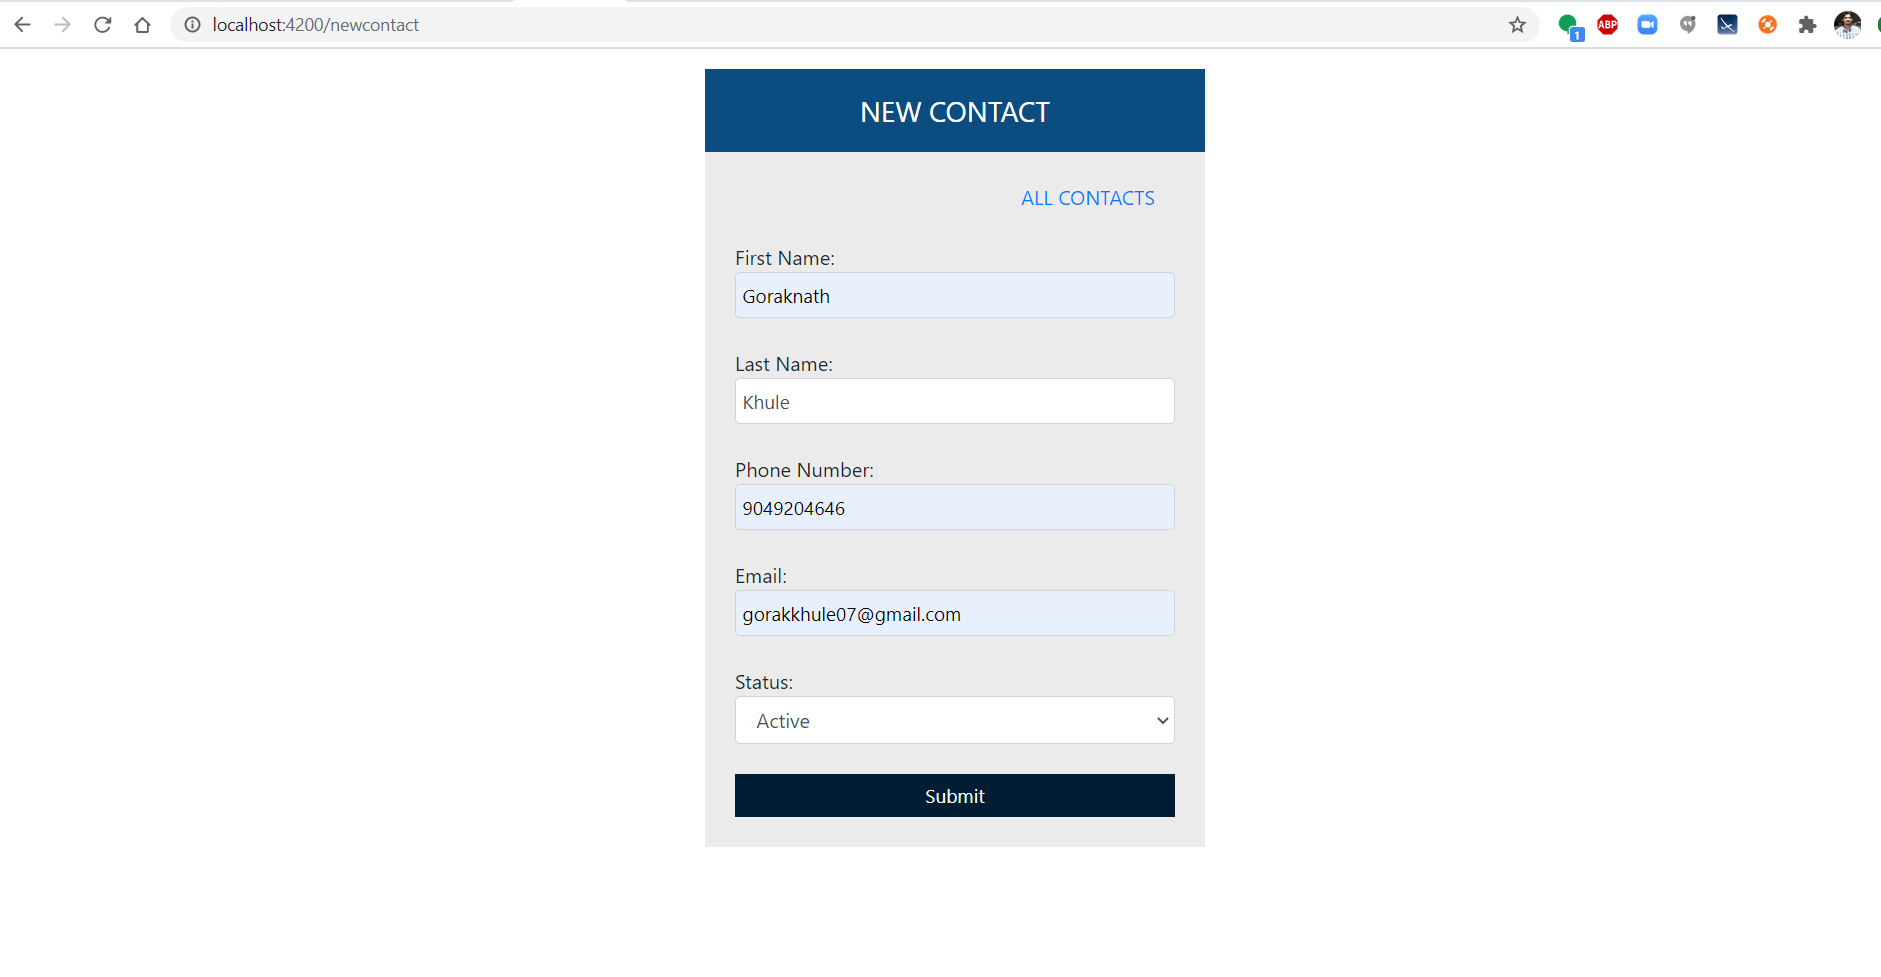 localhost:4200/newcontact
1
ABP
NEW CONTACT
ALL CONTACTS
First Name:
Goraknath
Last Name:
Khule
Phone Number:
9049204646
Email:
gorakkhule07@gmail.com
Status:
Active
Submit